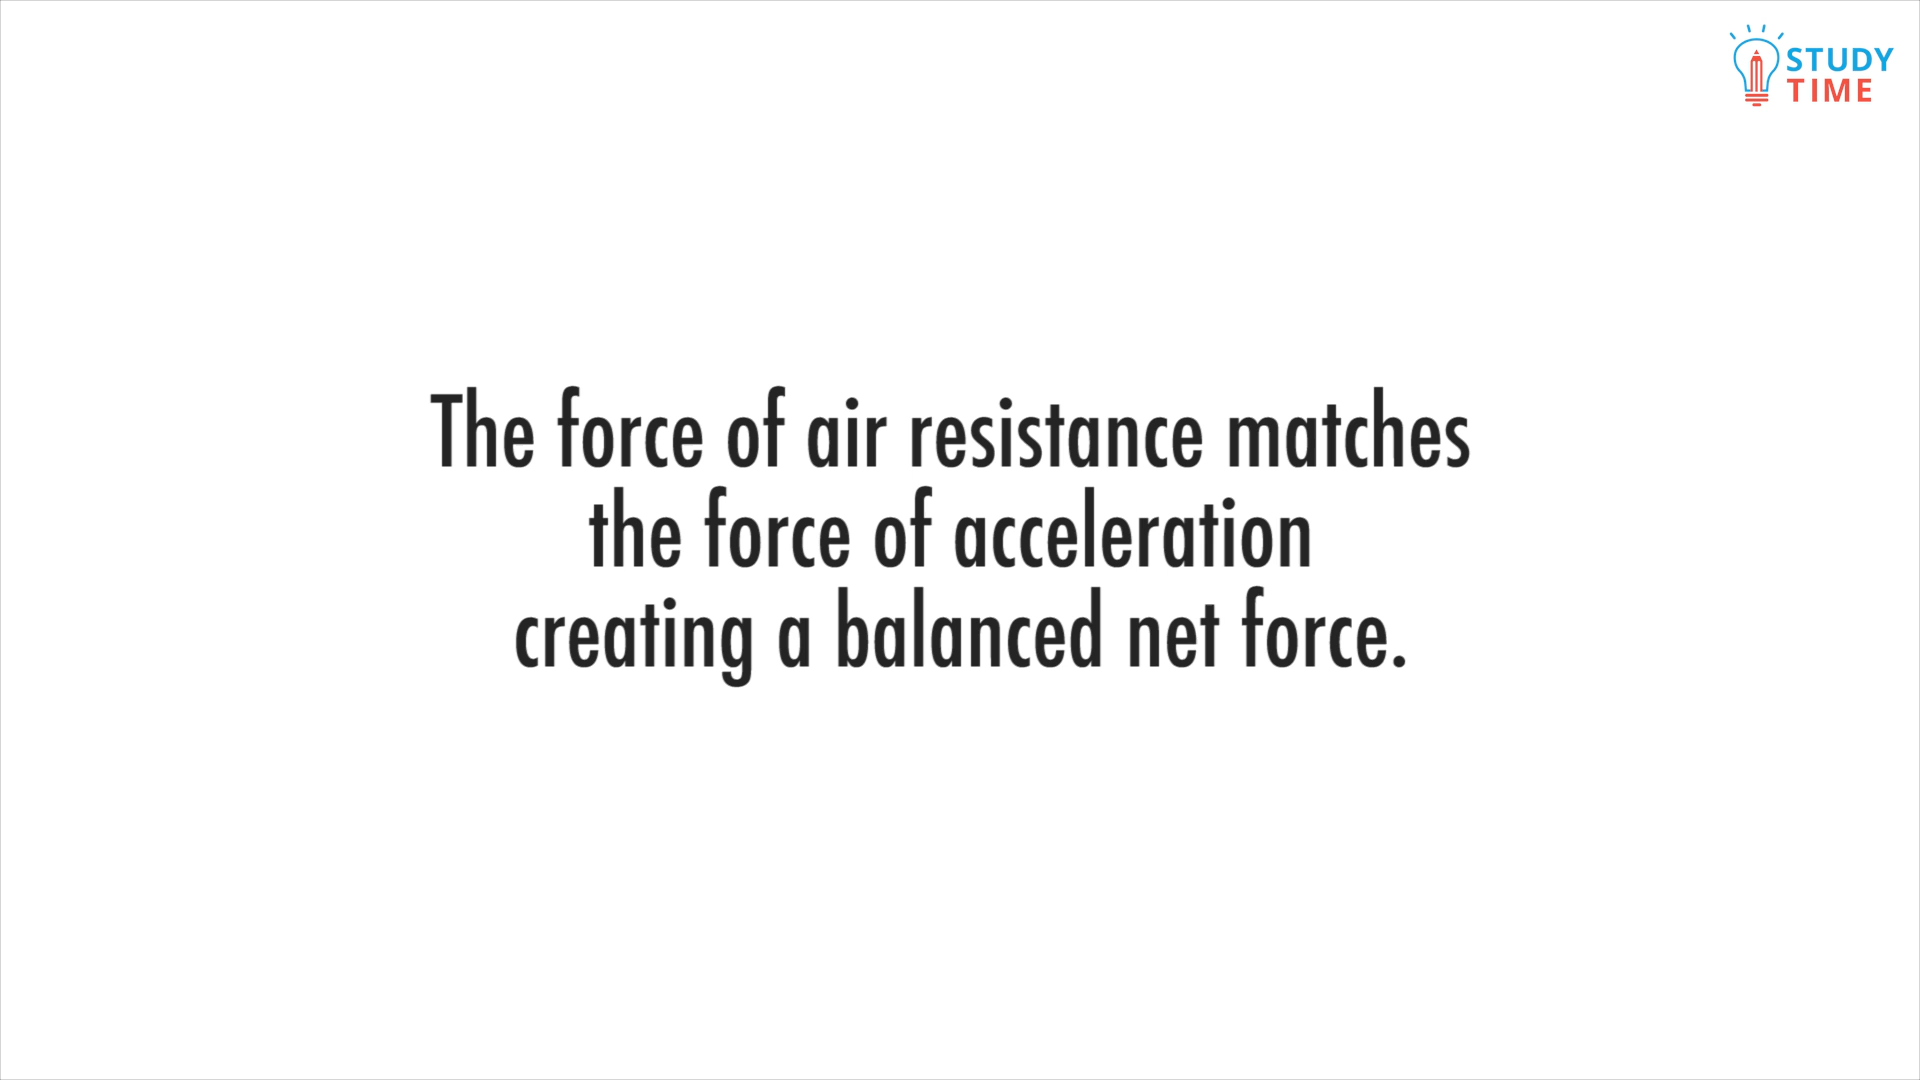 STUDY
TIME
The force of air resistance matches
the force of acceleration
creating a balanced net force.